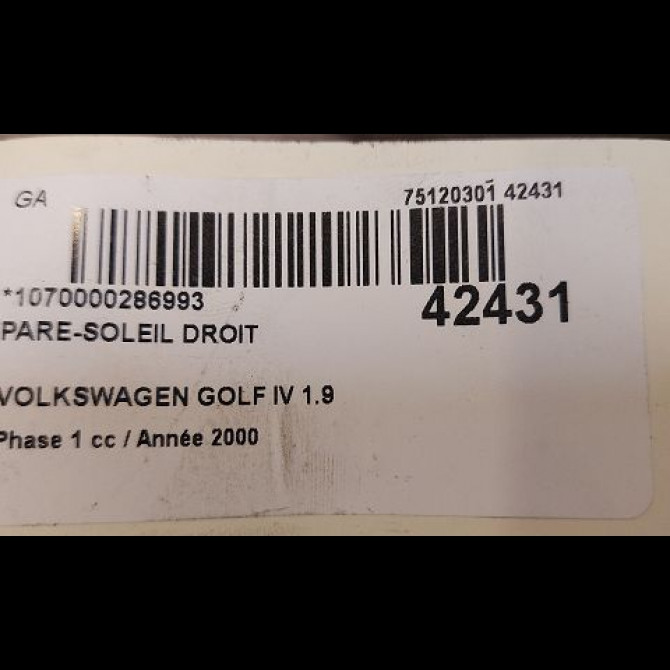 GA
75120301 42431
*1070000286993
42431
PARE-SOLEIL DROIT
VOLKSWAGEN GOLF IV 1.9
Phase 1 cc / Année 2000